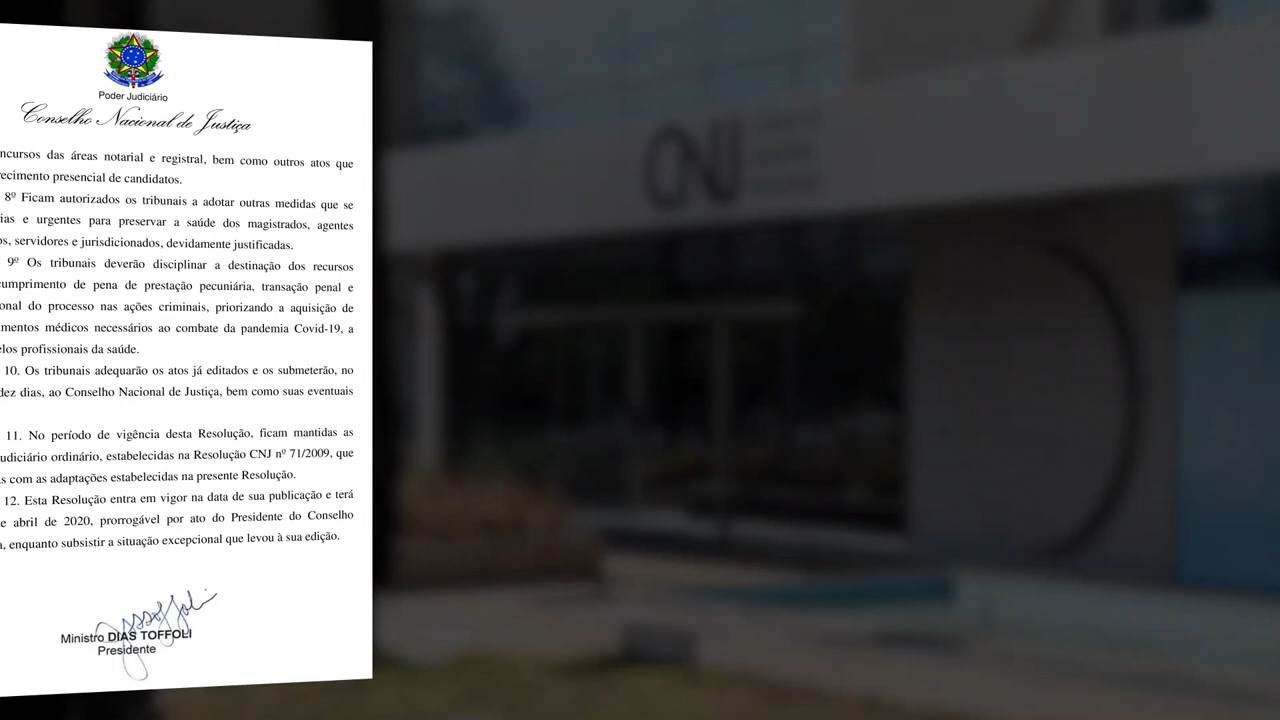 Poder Judiciário
Conselho Nacional de Justiça
ncursos das áreas notarial e registral, bem como outros atos que
recimento presencial de candidatos.
8º Ficam autorizados os tribunais a adotar outras medidas que se
ias e urgentes para preservar a saúde dos magistrados, agentes
os, servidores e jurisdicionados, devidamente justificadas.
9º Os tribunais deverão disciplinar a destinação dos recursos
cumprimento de pena de prestação pecuniária, transação penal e
onal do processo nas ações criminais, priorizando a aquisição de
amentos médicos necessários ao combate da pandemia Covid-19, a
elos profissionais da saúde.
10. Os tribunais adequarão os atos já editados e os submeterão, no
dez dias, ao Conselho Nacional de Justiça, bem como suas eventuais
11. No período de vigência desta Resolução, ficam mantidas as
udiciário ordinário, estabelecidas na Resolução CNJ nº 71/2009, que
s com as adaptações estabelecidas na presente Resolução.
12. Esta Resolução entra em vigor na data de sua publicação e terá
e abril de 2020, prorrogável por ato do Presidente do Conselho
a, enquanto subsistir a situação excepcional que levou à sua edição.
Ministro DIAS TOFFOLI
Presidente
CNJ